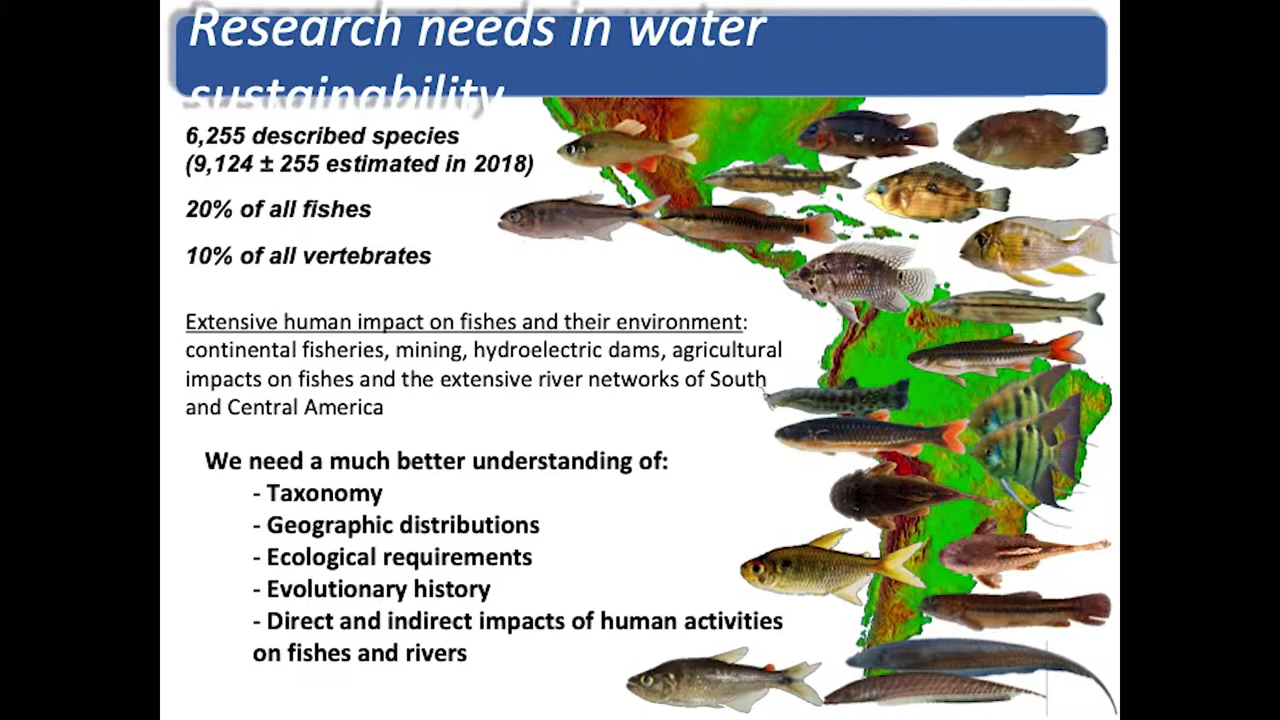 Research needs in water
sustainability
6,255 described species
(9,124 ± 255 estimated in 2018)
20% of all fishes
10% of all vertebrates
Extensive human impact on fishes and their environment:
continental fisheries, mining, hydroelectric dams, agricultural
impacts on fishes and the extensive river networks of South
and Central America
We need a much better understanding of:
- Taxonomy
- Geographic distributions
- Ecological requirements
- Evolutionary history
- Direct and indirect impacts of human activities
on fishes and rivers